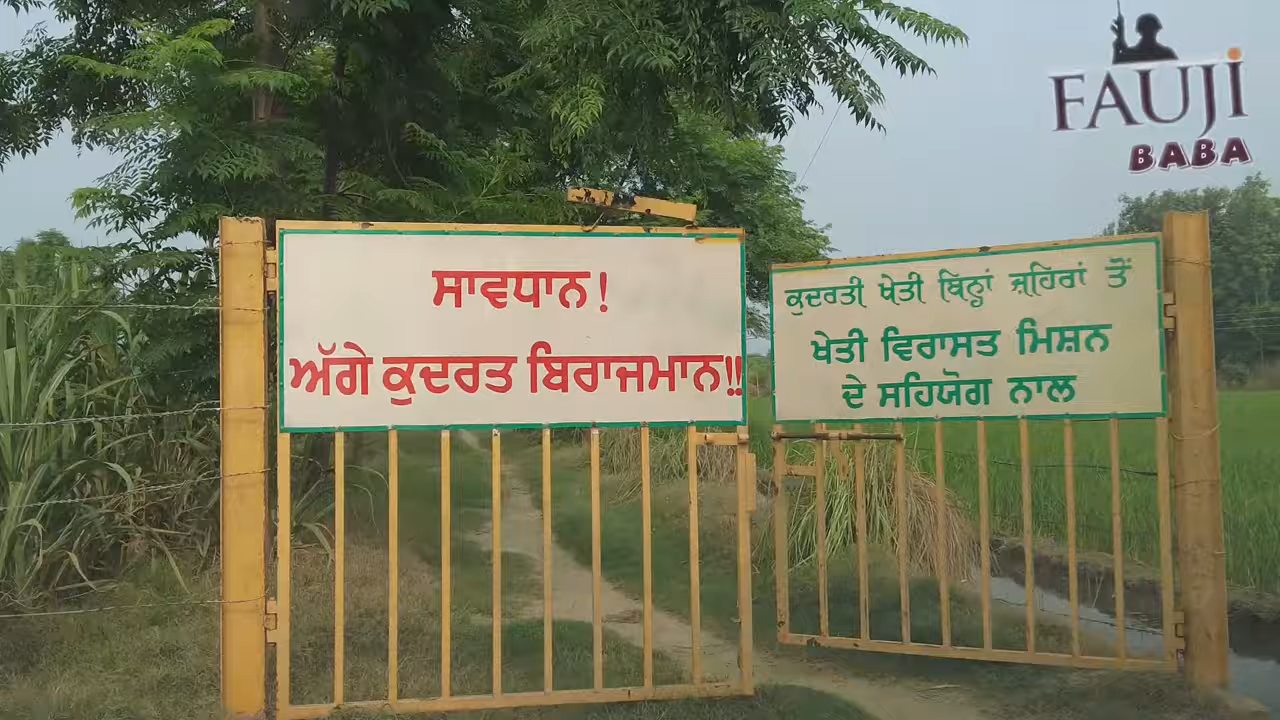 ਸਾਵਧਾਨ!
ਅੱਗੇ ਕੁਦਰਤ ਬਿਰਾਜਮਾਨ!!
ਕੁਦਰਤੀ ਖੇਤੀ ਬਿਨ੍ਹਾਂ ਜ਼ਹਿਰਾਂ ਤੋਂ
ਖੇਤੀ ਵਿਰਾਸਤ ਮਿਸ਼ਨ
ਦੇ ਸਹਿਯੋਗ ਨਾਲ
FAUJI
BABA